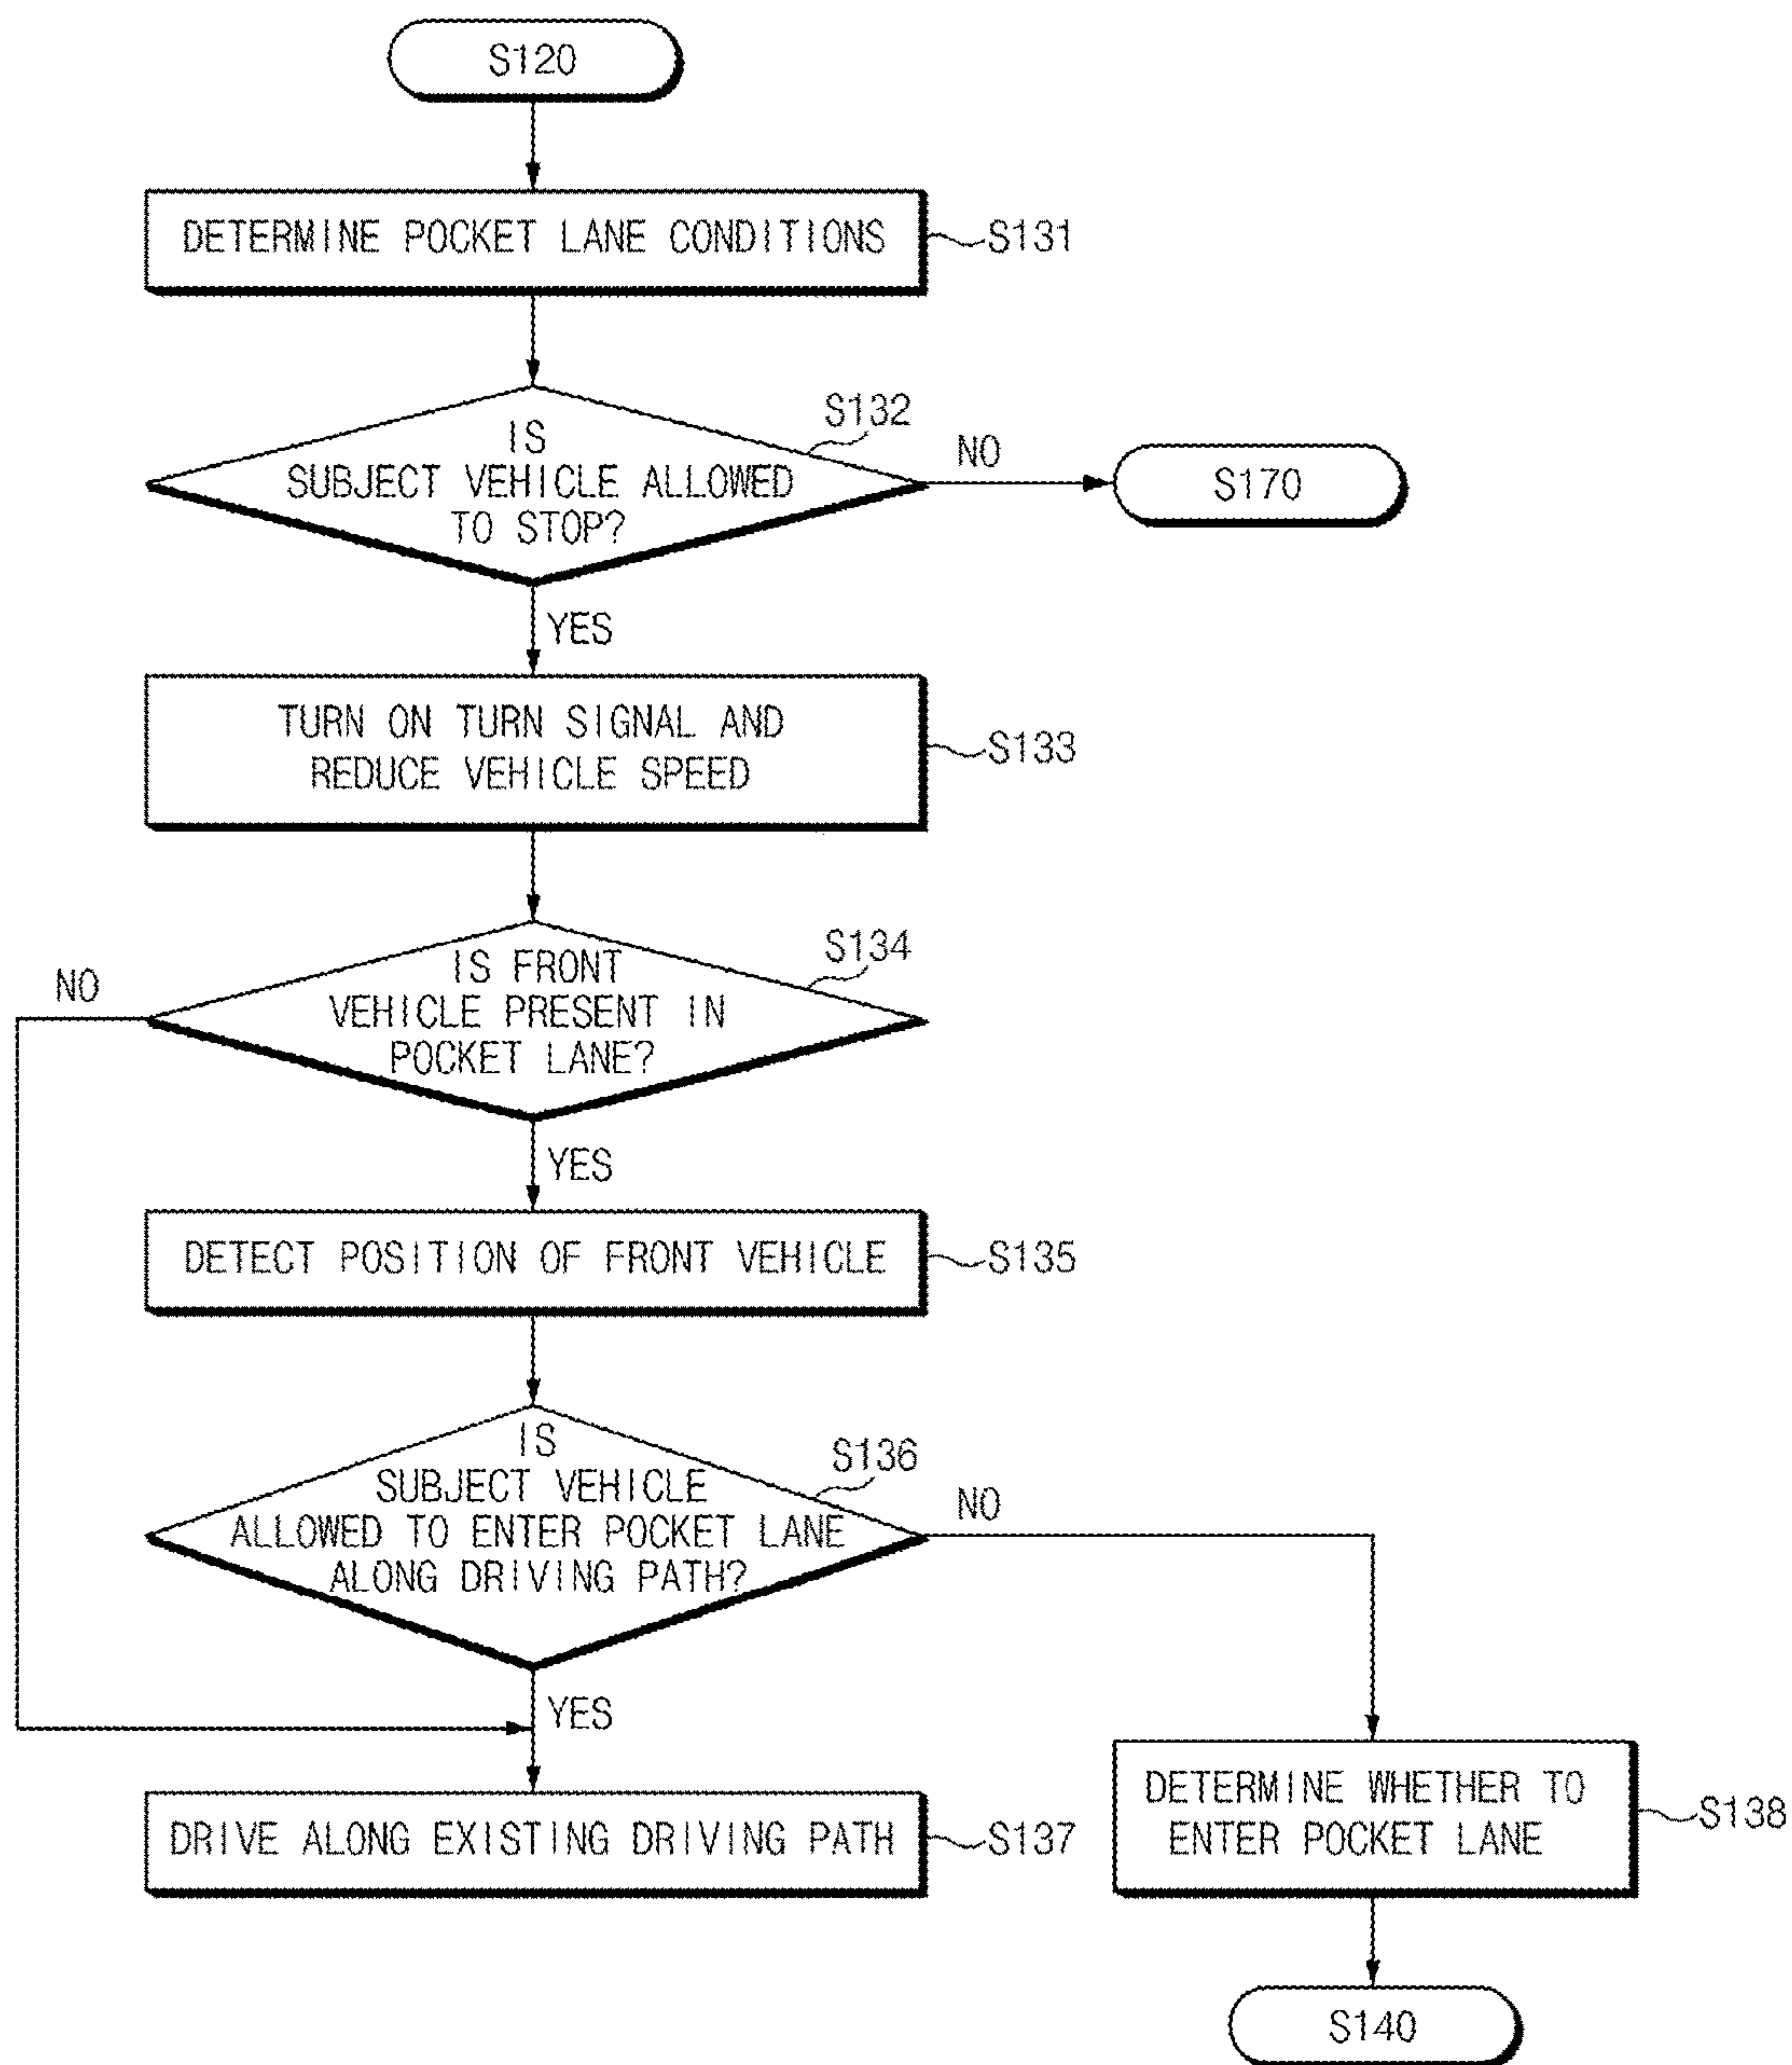 S120
DETERMINE POCKET LANE CONDITIONS
S131
S132
IS
SUBJECT VEHICLE ALLOWED
TO STOP?
NO
S170
YES
TURN ON TURN SIGNAL AND
REDUCE VEHICLE SPEED
S133
S134
IS FRONT
VEHICLE PRESENT IN
POCKET LANE?
NO
YES
DETECT POSITION OF FRONT VEHICLE
S135
S136
IS
SUBJECT VEHICLE
ALLOWED TO ENTER POCKET LANE
ALONG DRIVING PATH?
NO
YES
DRIVE ALONG EXISTING DRIVING PATH
S137
DETERMINE WHETHER TO
ENTER POCKET LANE
S138
S140